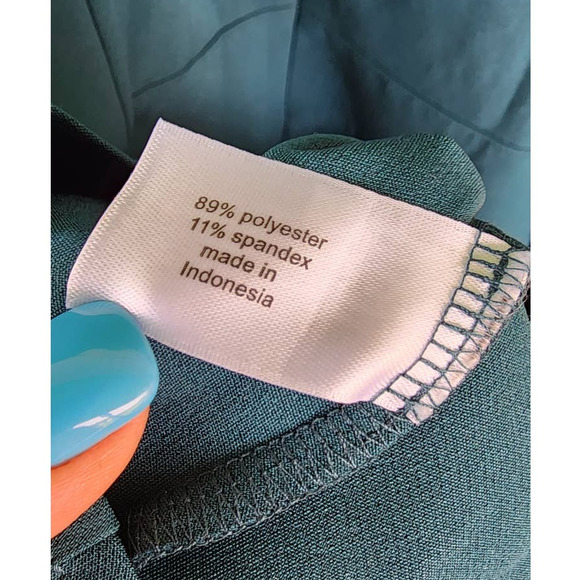 89% polyester
11% spandex
made in
Indonesia